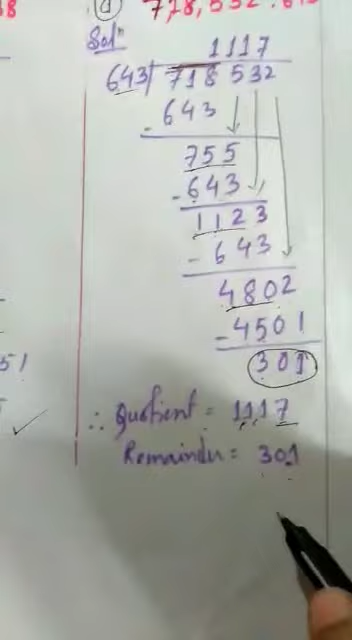 (d) 718,532 ÷ 643
Solⁿ
1117
643) 718532
- 643
755
- 643
1123
- 643
4802
- 4501
301
51
∴ Quotient = 1117
Remainder = 301